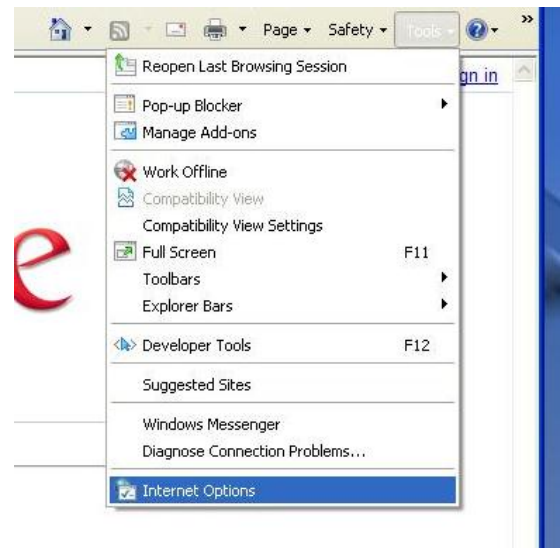 Page Safety Tools »
Reopen Last Browsing Session
gn in
Pop-up Blocker
Manage Add-ons
Work Offline
Compatibility View
Compatibility View Settings
Full Screen F11
Toolbars
Explorer Bars
Developer Tools F12
Suggested Sites
Windows Messenger
Diagnose Connection Problems...
Internet Options
e